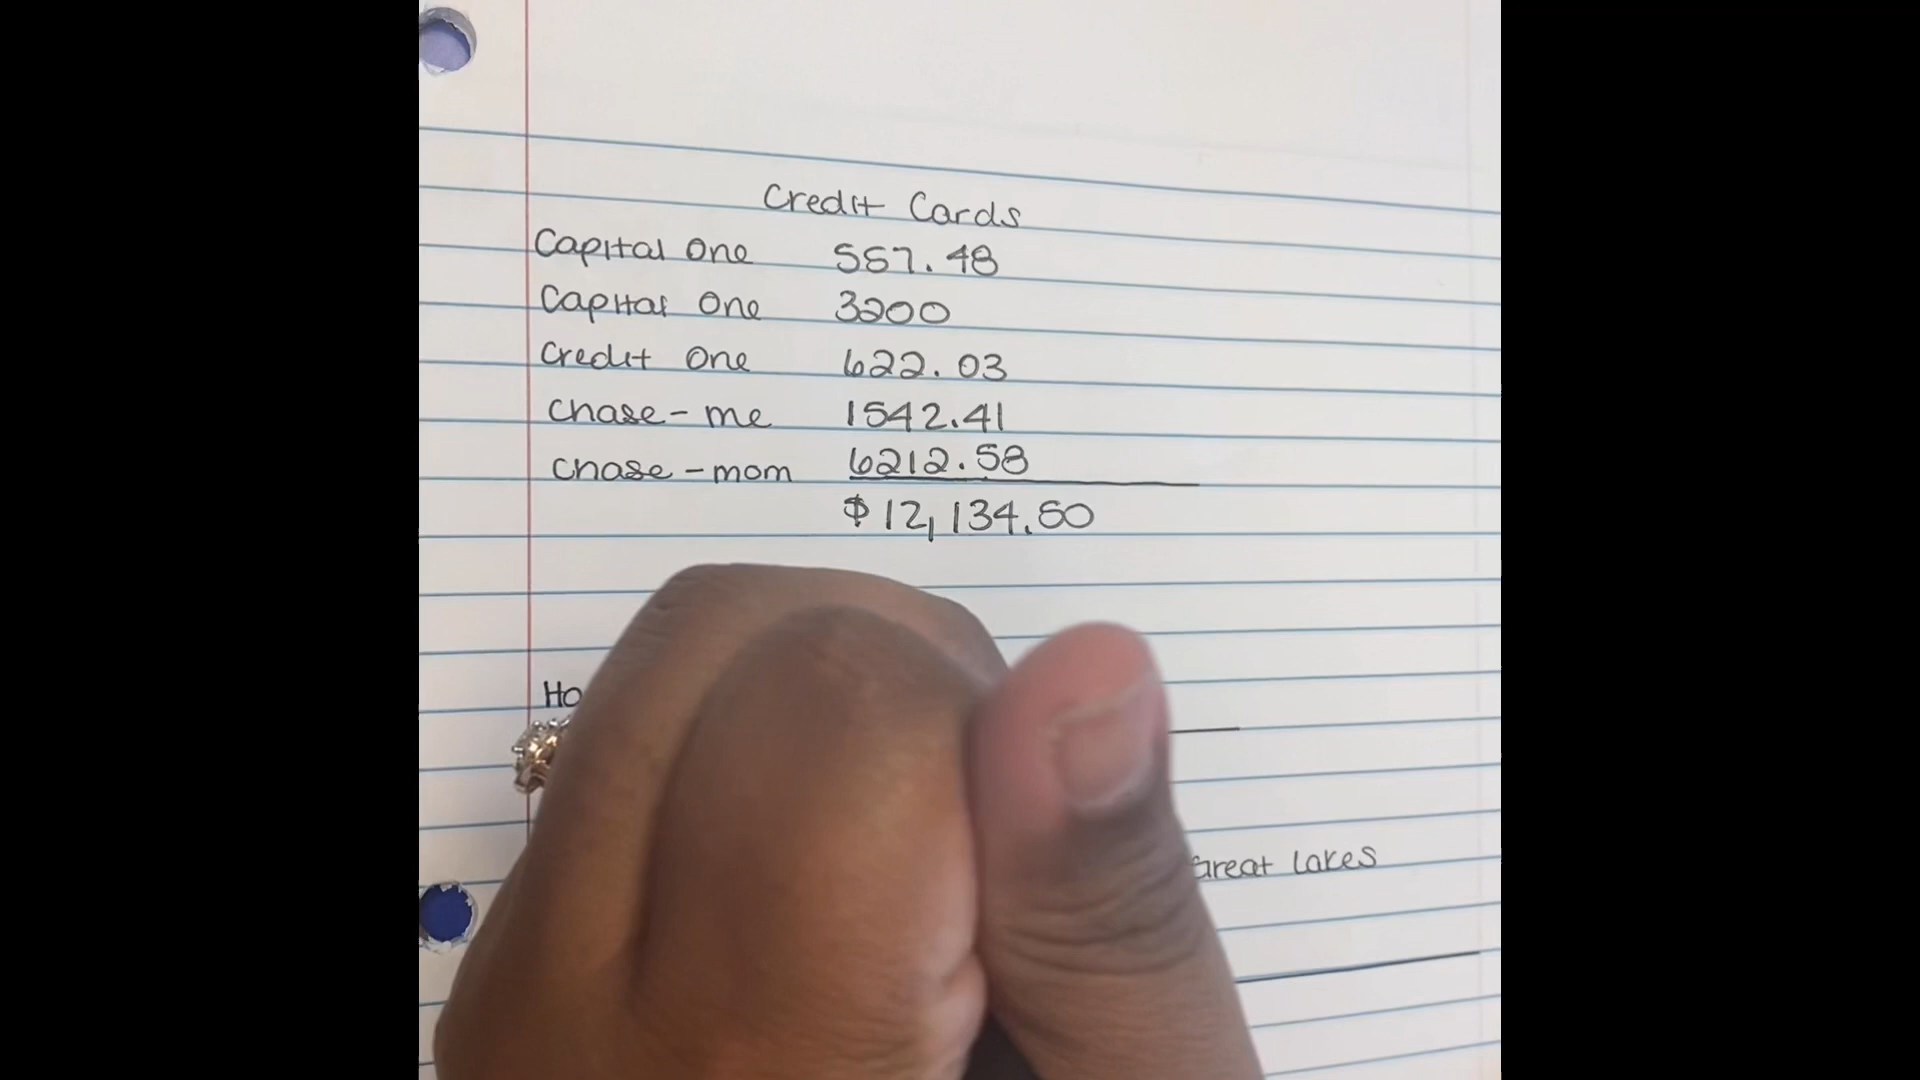 Credit Cards
Capital One 557.48
Capital One 3200
Credit One 622.03
Chase - me 1542.41
Chase - mom 6212.58
$12,134.50
Ho
Great Lakes